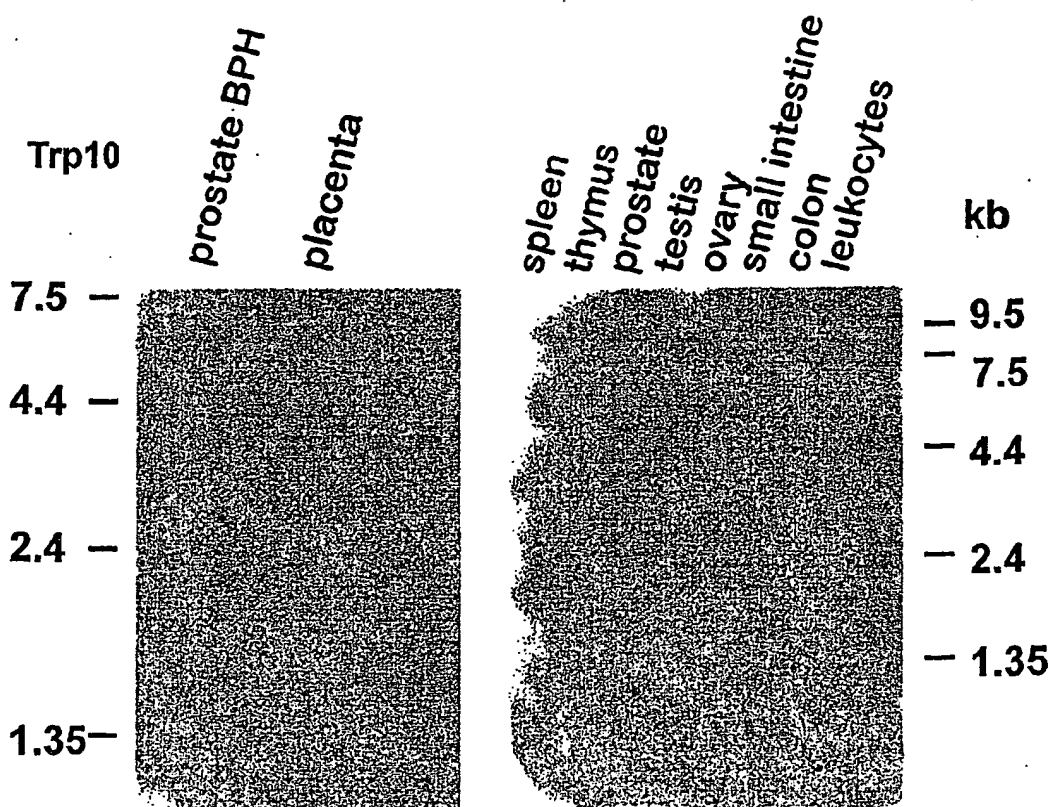 Trp10
prostate BPH
placenta
spleen
thymus
prostate
testis
ovary
small intestine
colon
leukocytes
kb
7.5
4.4
2.4
1.35
9.5
7.5
4.4
2.4
1.35